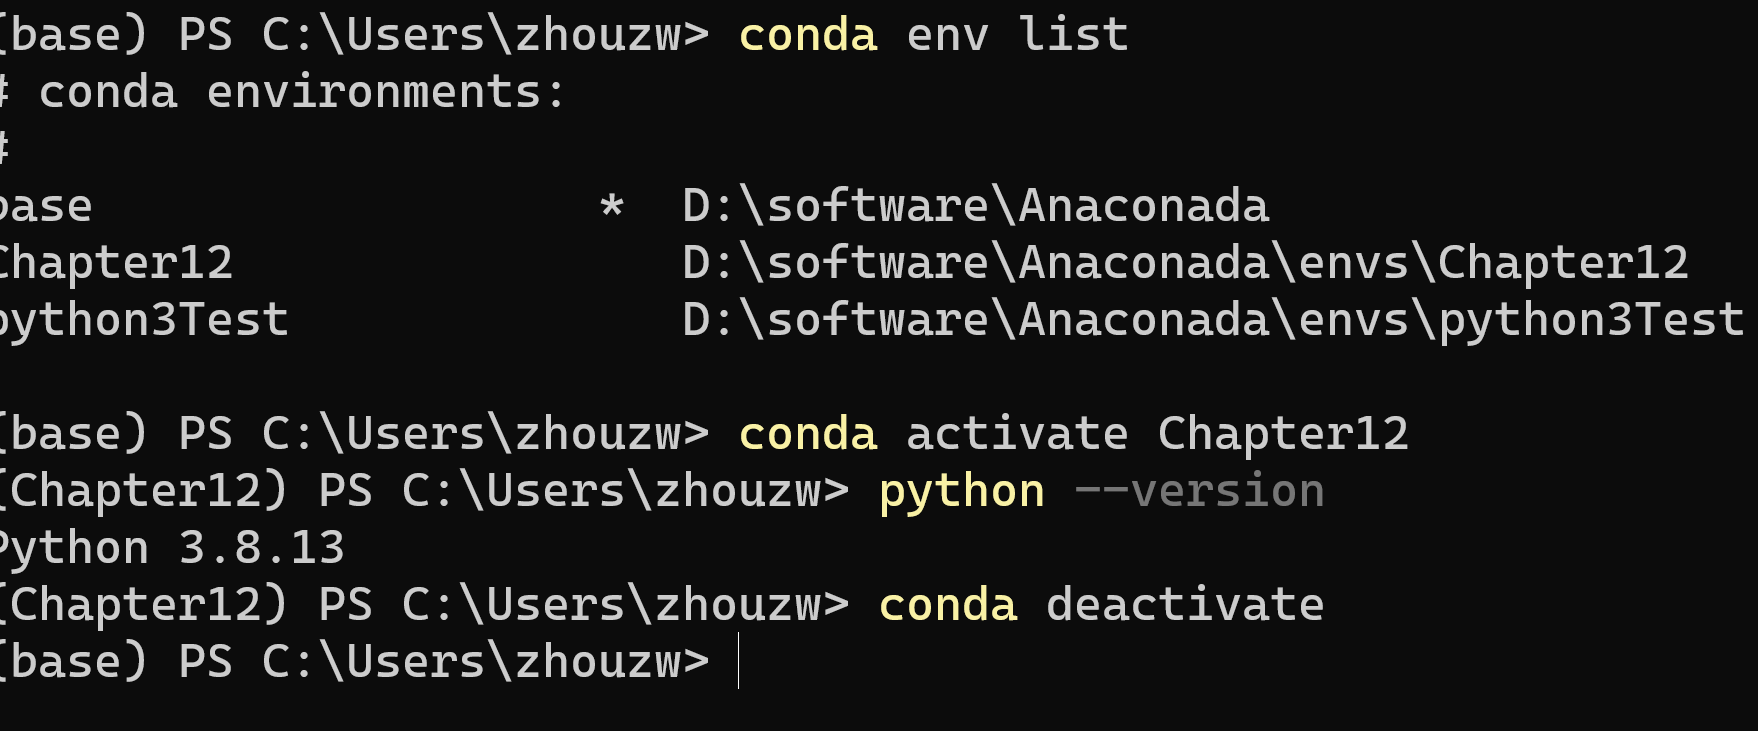 (base) PS C:\Users\zhouzw> conda env list
# conda environments:
#
base * D:\software\Anaconada
Chapter12 D:\software\Anaconada\envs\Chapter12
python3Test D:\software\Anaconada\envs\python3Test
(base) PS C:\Users\zhouzw> conda activate Chapter12
(Chapter12) PS C:\Users\zhouzw> python --version
Python 3.8.13
(Chapter12) PS C:\Users\zhouzw> conda deactivate
(base) PS C:\Users\zhouzw>